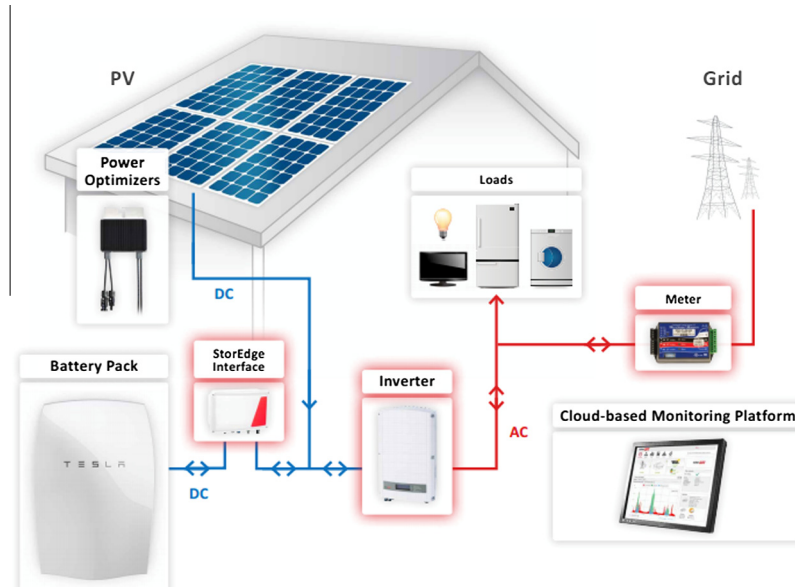 PV
Grid
Power
Optimizers
Loads
DC
Meter
Battery Pack
StorEdge
Interface
Inverter
TESLA
DC
AC
Cloud-based Monitoring Platform